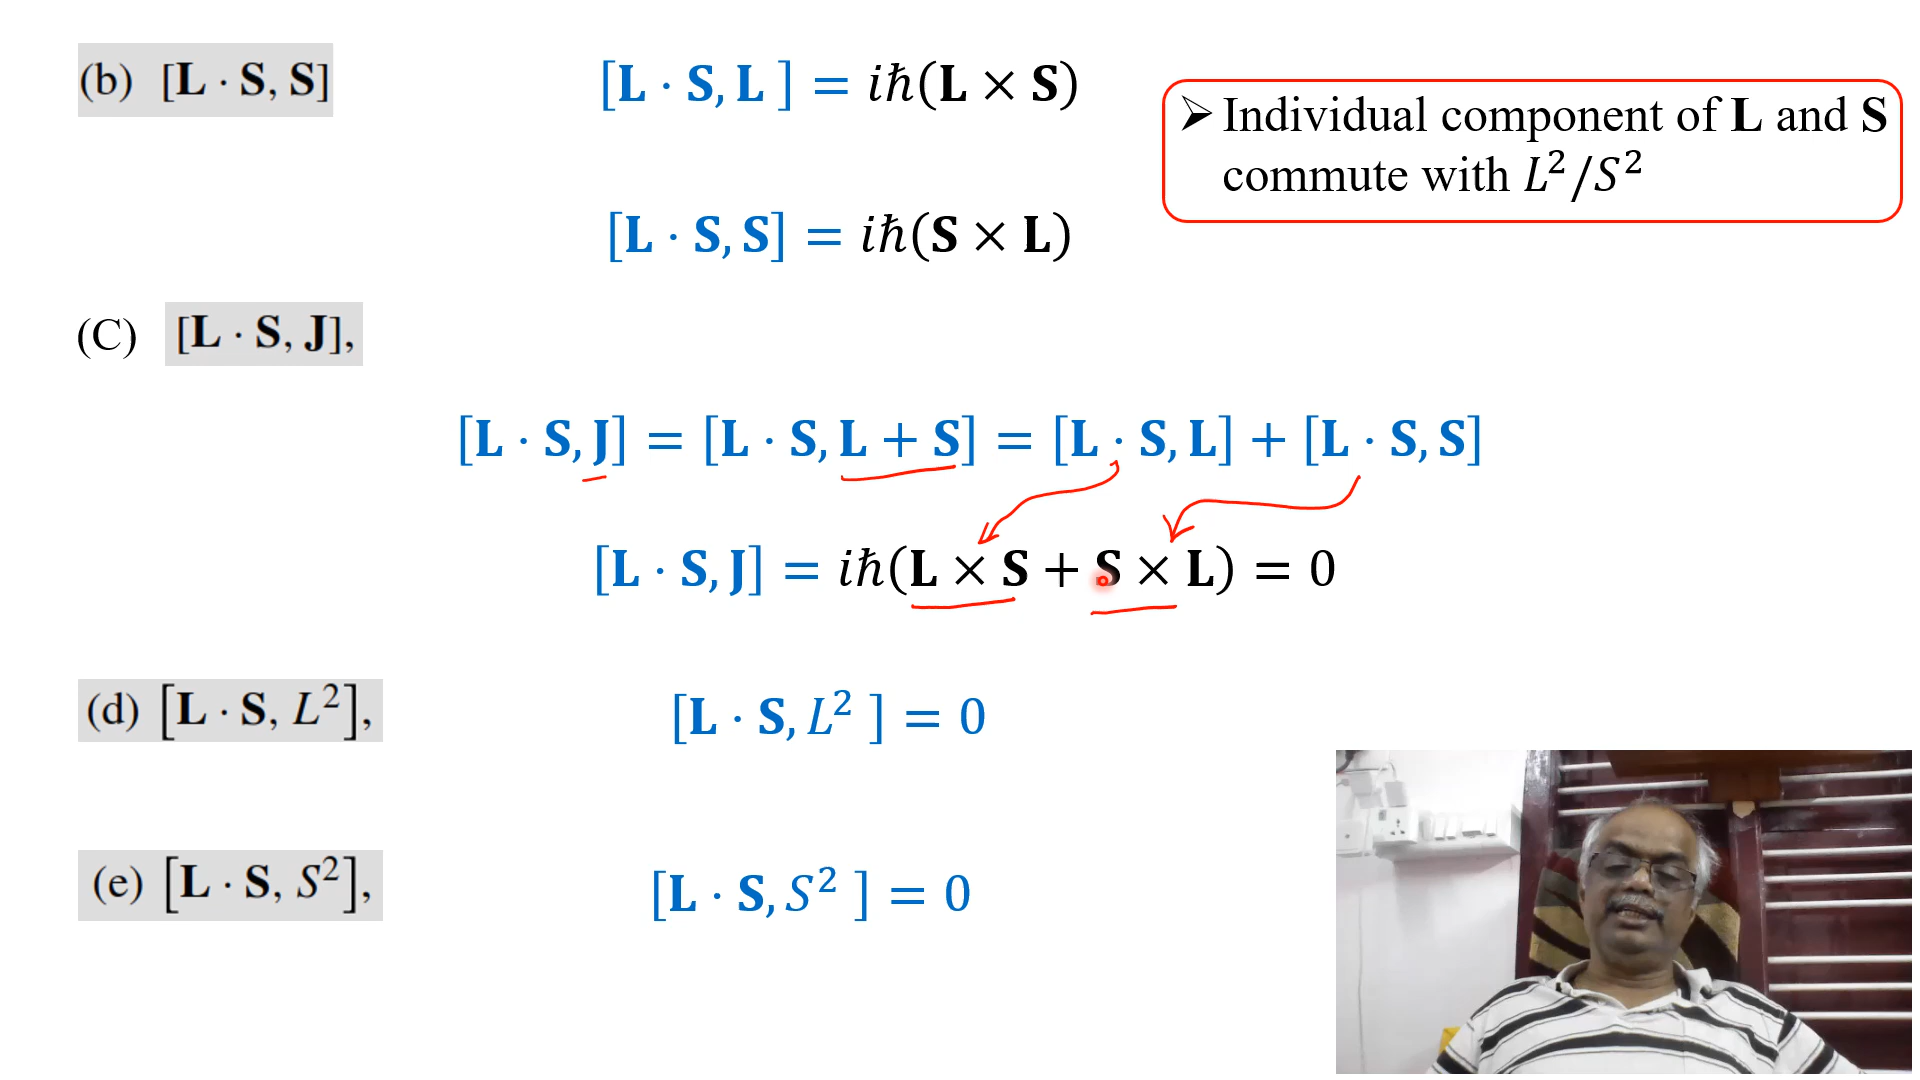 (b) [L · S, S] [L · S, L ] = iħ(L × S)
➢ Individual component of L and S
commute with L²/S²
[L · S, S] = iħ(S × L)
(C) [L · S, J],
[L · S, J] = [L · S, L + S] = [L · S, L] + [L · S, S]
[L · S, J] = iħ(L × S + S × L) = 0
(d) [L · S, L²], [L · S, L² ] = 0
(e) [L · S, S²], [L · S, S² ] = 0